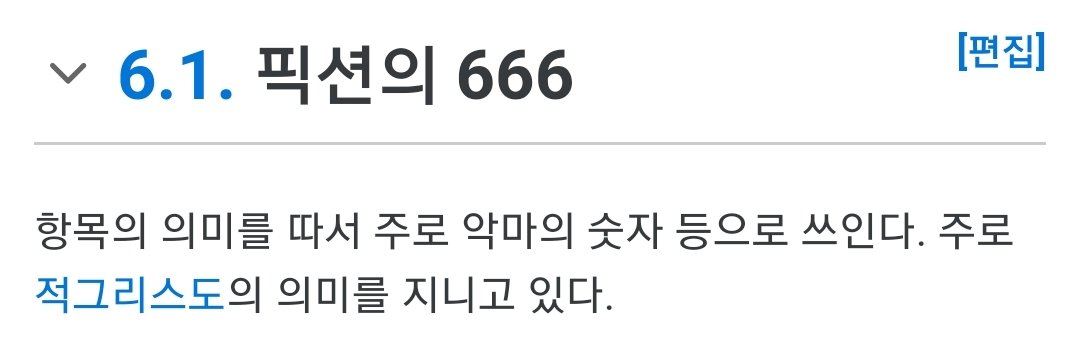 6.1. 픽션의 666
[편집]
항목의 의미를 따서 주로 악마의 숫자 등으로 쓰인다. 주로
적그리스도의 의미를 지니고 있다.